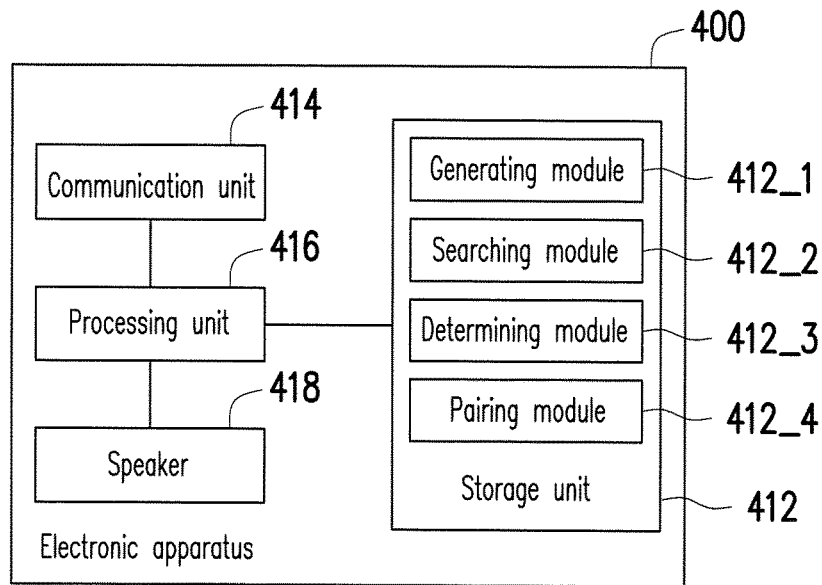 400
414
Communication unit
416
Processing unit
418
Speaker
Electronic apparatus
Generating module
412_1
Searching module
412_2
Determining module
412_3
Pairing module
412_4
Storage unit
412